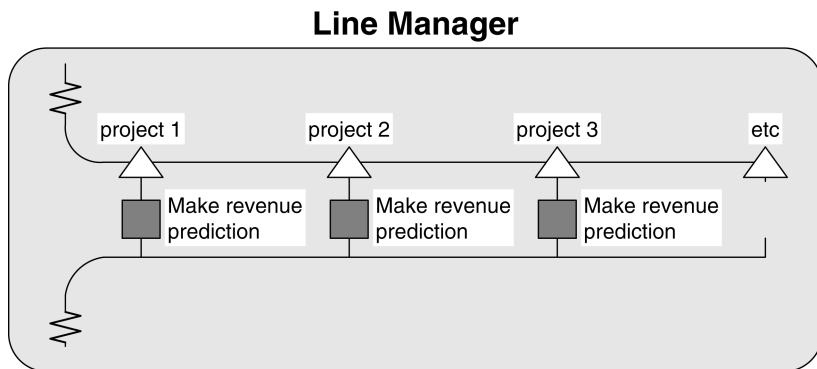 Line Manager
project 1
project 2
project 3
etc
Make revenue
prediction
Make revenue
prediction
Make revenue
prediction